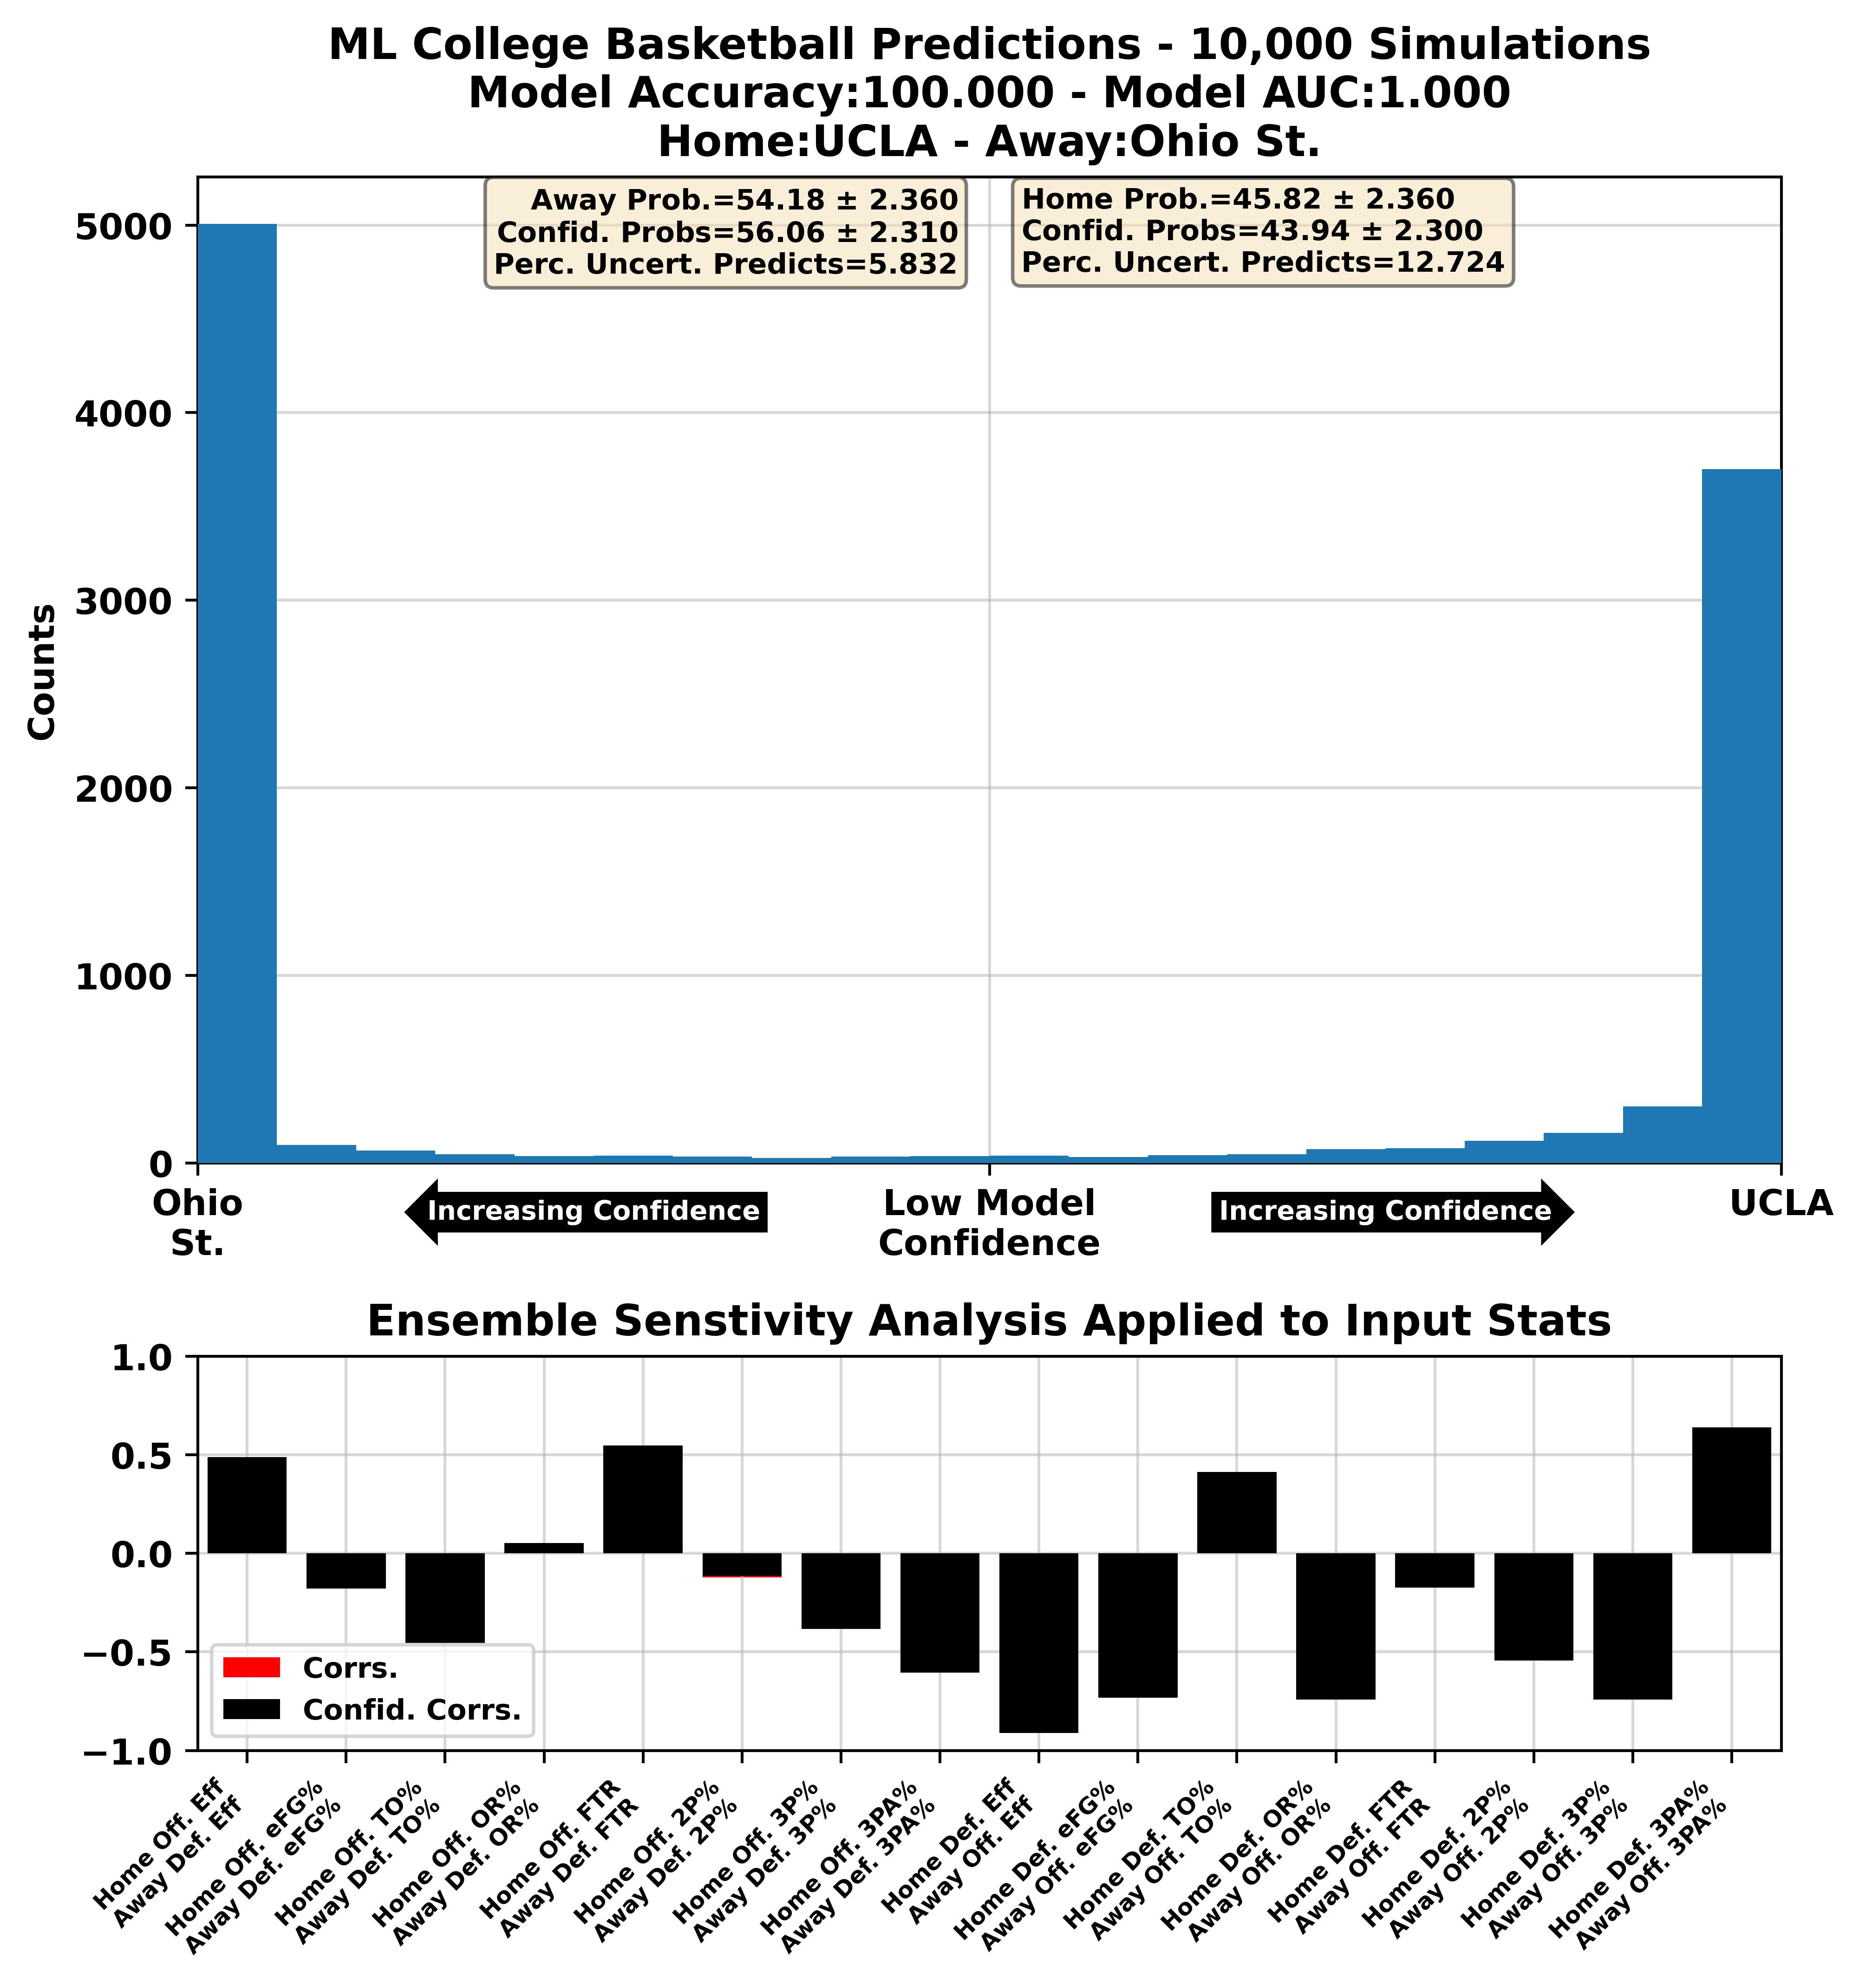 ML College Basketball Predictions - 10,000 Simulations
Model Accuracy:100.000 - Model AUC:1.000
Home:UCLA - Away:Ohio St.
Away Prob.=54.18 ± 2.360
Confid. Probs=56.06 ± 2.310
Perc. Uncert. Predicts=5.832
Home Prob.=45.82 ± 2.360
Confid. Probs=43.94 ± 2.300
Perc. Uncert. Predicts=12.724
Counts
5000
4000
3000
2000
1000
0
Ohio
St.
Increasing Confidence
Low Model
Confidence
Increasing Confidence
UCLA
Ensemble Senstivity Analysis Applied to Input Stats
1.0
0.5
0.0
−0.5
−1.0
Corrs.
Confid. Corrs.
Home Off. Eff
Away Def. Eff
Home Off. eFG%
Away Def. eFG%
Home Off. TO%
Away Def. TO%
Home Off. OR%
Away Def. OR%
Home Off. FTR
Away Def. FTR
Home Off. 2P%
Away Def. 2P%
Home Off. 3P%
Away Def. 3P%
Home Off. 3PA%
Away Def. 3PA%
Home Def. Eff
Away Off. Eff
Home Def. eFG%
Away Off. eFG%
Home Def. TO%
Away Off. TO%
Home Def. OR%
Away Off. OR%
Home Def. FTR
Away Off. FTR
Home Def. 2P%
Away Off. 2P%
Home Def. 3P%
Away Off. 3P%
Home Def. 3PA%
Away Off. 3PA%